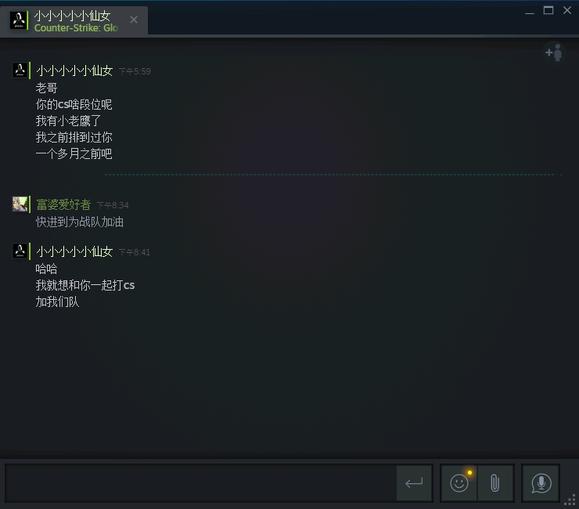 小小小小小仙女
Counter-Strike: Glo
小小小小小仙女 下午5:59
老哥
你的cs啥段位呢
我有小老鹰了
我之前排到过你
一个多月之前吧
富婆爱好者 下午8:34
快进到为战队加油
小小小小小仙女 下午8:41
哈哈
我就想和你一起打cs
加我们队